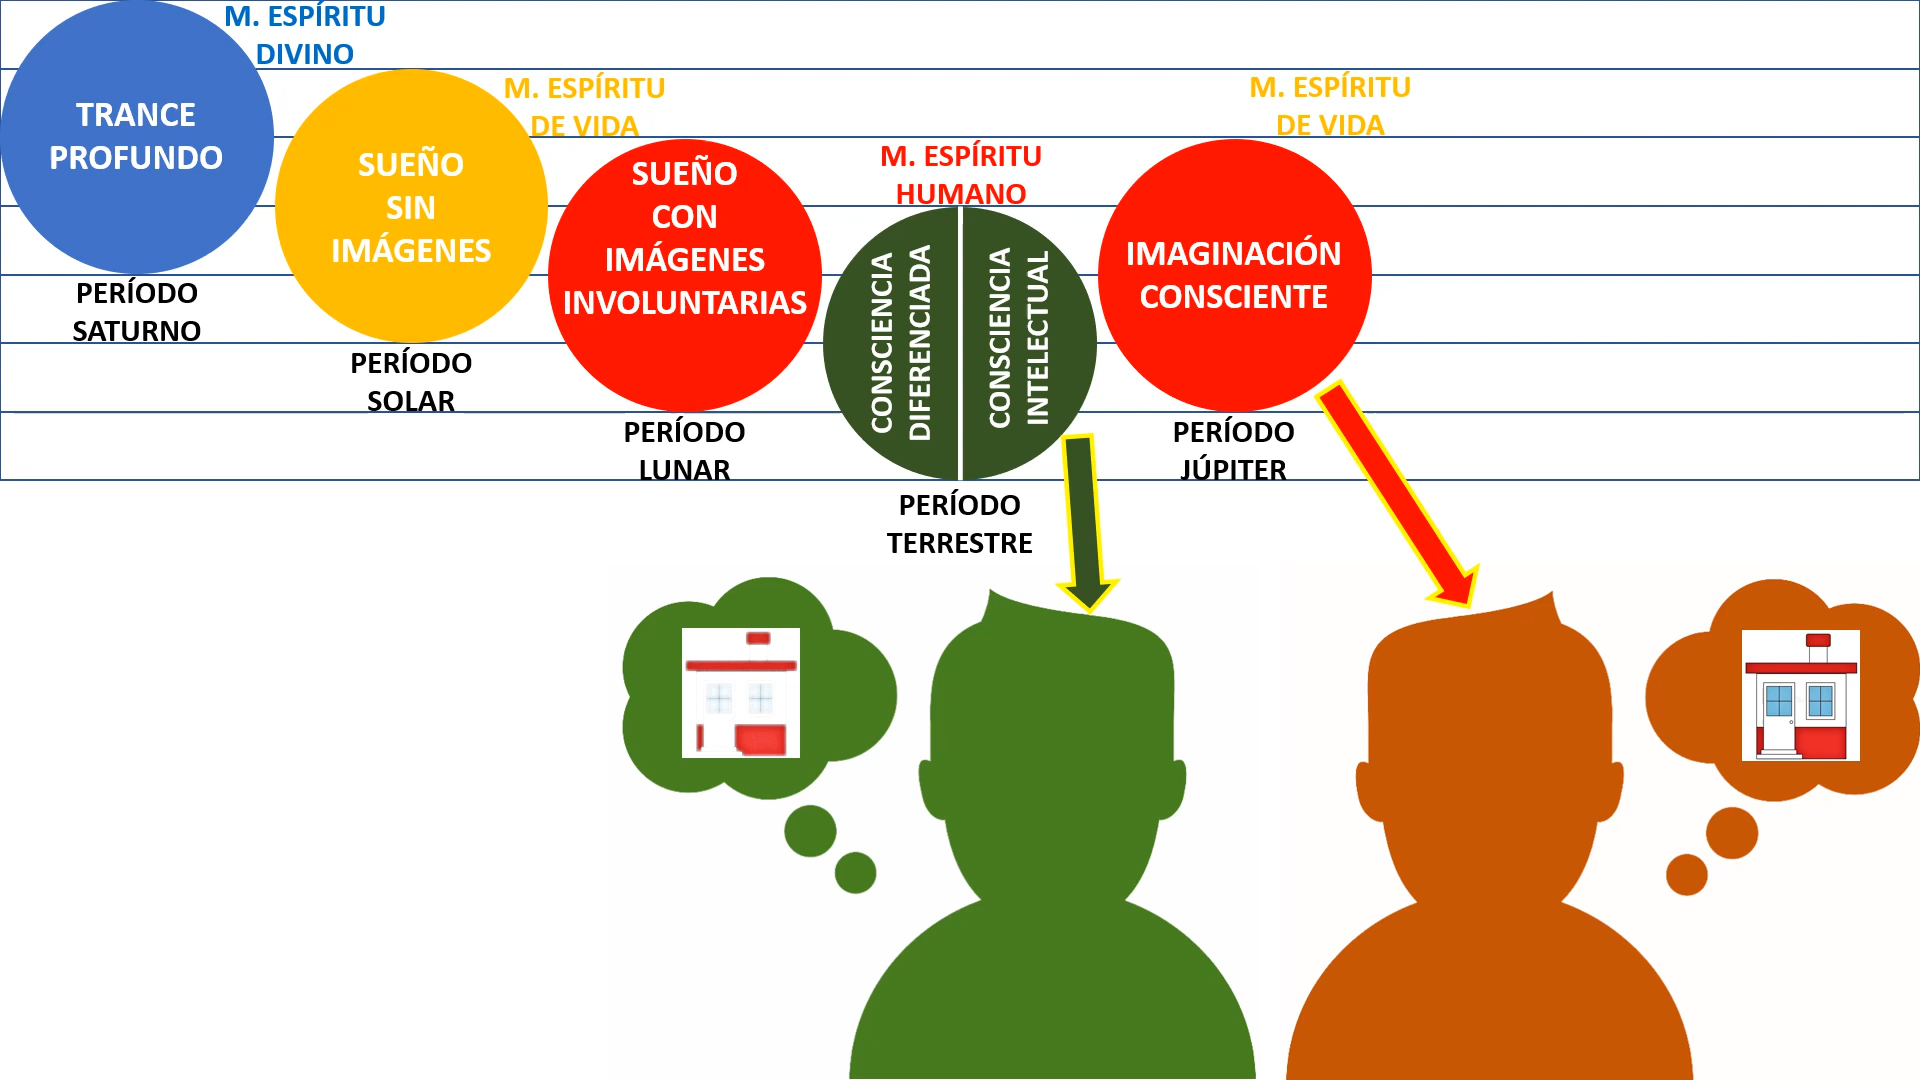 M. ESPÍRITU
DIVINO
TRANCE
PROFUNDO
PERÍODO
SATURNO
M. ESPÍRITU
DE VIDA
SUEÑO
SIN
IMÁGENES
PERÍODO
SOLAR
SUEÑO
CON
IMÁGENES
INVOLUNTARIAS
PERÍODO
LUNAR
M. ESPÍRITU
HUMANO
CONSCIENCIA
DIFERENCIADA
CONSCIENCIA
INTELECTUAL
PERÍODO
TERRESTRE
M. ESPÍRITU
DE VIDA
IMAGINACIÓN
CONSCIENTE
PERÍODO
JÚPITER